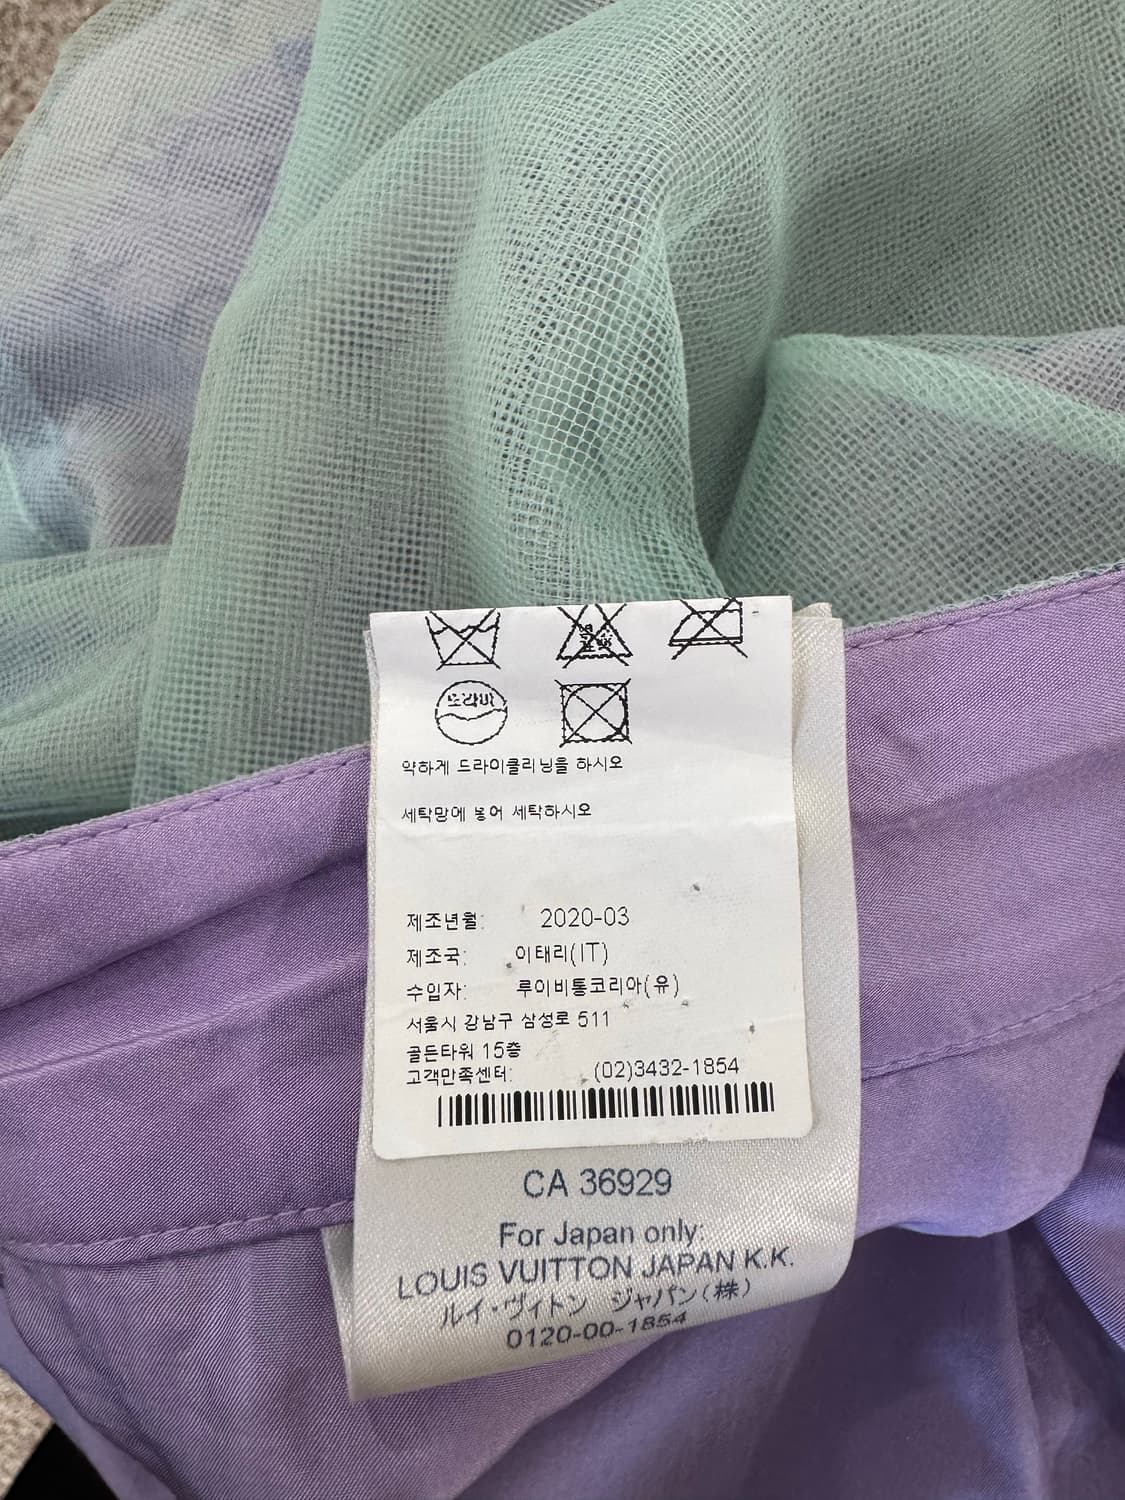 염소
표백
드라이
약하게 드라이클리닝을 하시오
세탁망에 넣어 세탁하시오
제조년월: 2020-03
제조국: 이태리(IT)
수입자: 루이비통코리아(유)
서울시 강남구 삼성로 511
골든타워 15층
고객만족센터: (02)3432-1854
CA 36929
For Japan only:
LOUIS VUITTON JAPAN K.K.
ルイ・ヴィトン ジャパン(株)
0120-00-1854